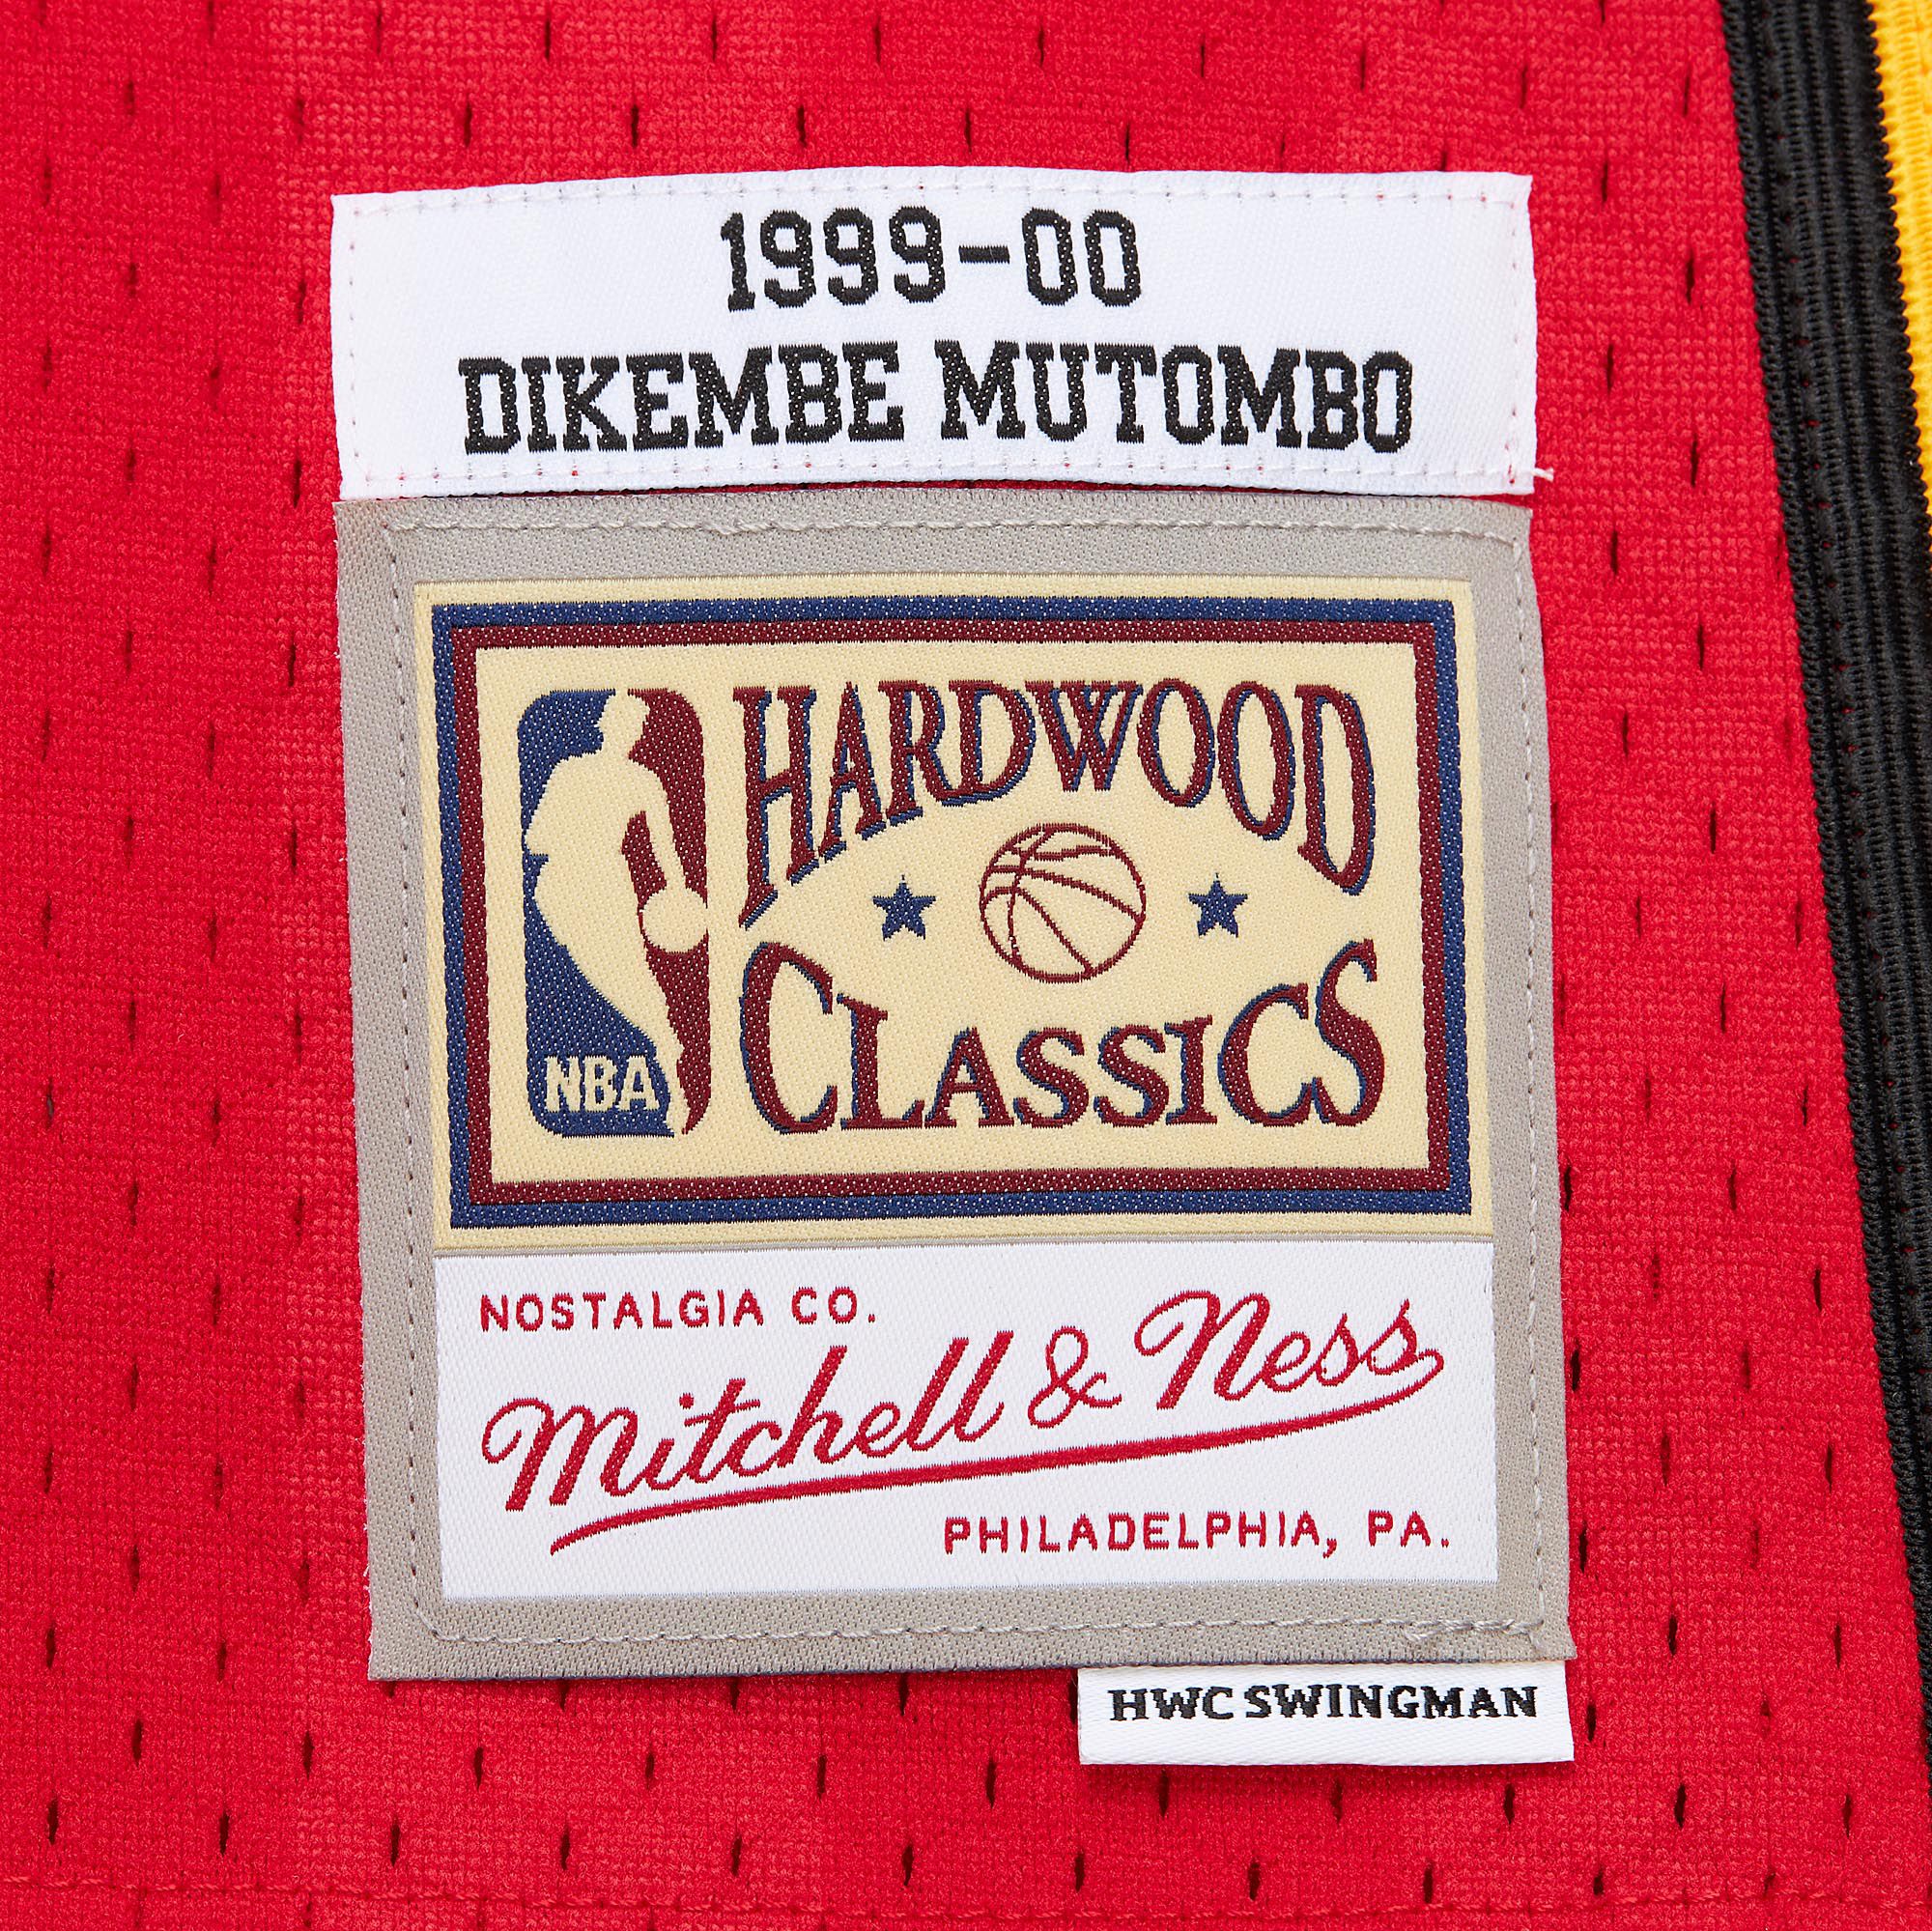 1999-00
DIKEMBE MUTOMBO
HARDWOOD
CLASSICS
NBA
NOSTALGIA CO.
Mitchell & Ness
PHILADELPHIA, PA.
HWC SWINGMAN